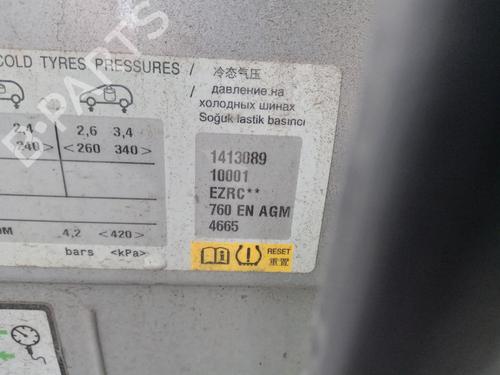 COLD TYRES PRESSURES / 冷态气压
/ давление.на
холодных шинах
Soğuk lastik basıncı
2,4 2,6 3,4
240> <260 340>
4,2 <420>
bars <kPa>
1413089
10001
EZRC**
760 EN AGM
4665
RESET
重置
B-PARTS